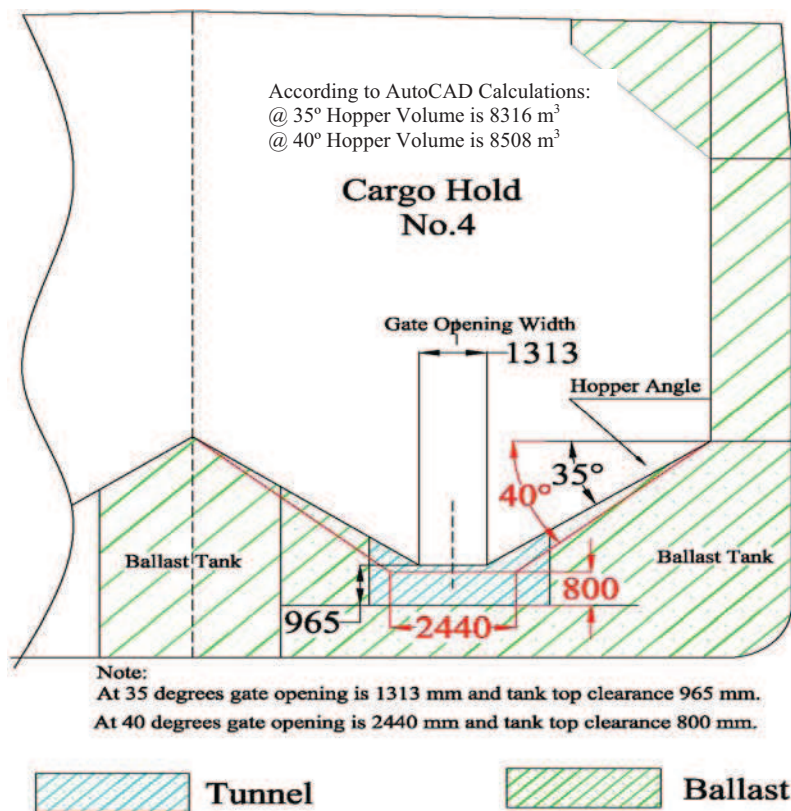 According to AutoCAD Calculations:
@ 35º Hopper Volume is 8316 m³
@ 40º Hopper Volume is 8508 m³
Cargo Hold
No.4
Gate Opening Width
1313
Hopper Angle
35°
40°
Ballast Tank
Ballast Tank
800
965
2440
Note:
At 35 degrees gate opening is 1313 mm and tank top clearance 965 mm.
At 40 degrees gate opening is 2440 mm and tank top clearance 800 mm.
Tunnel
Ballast